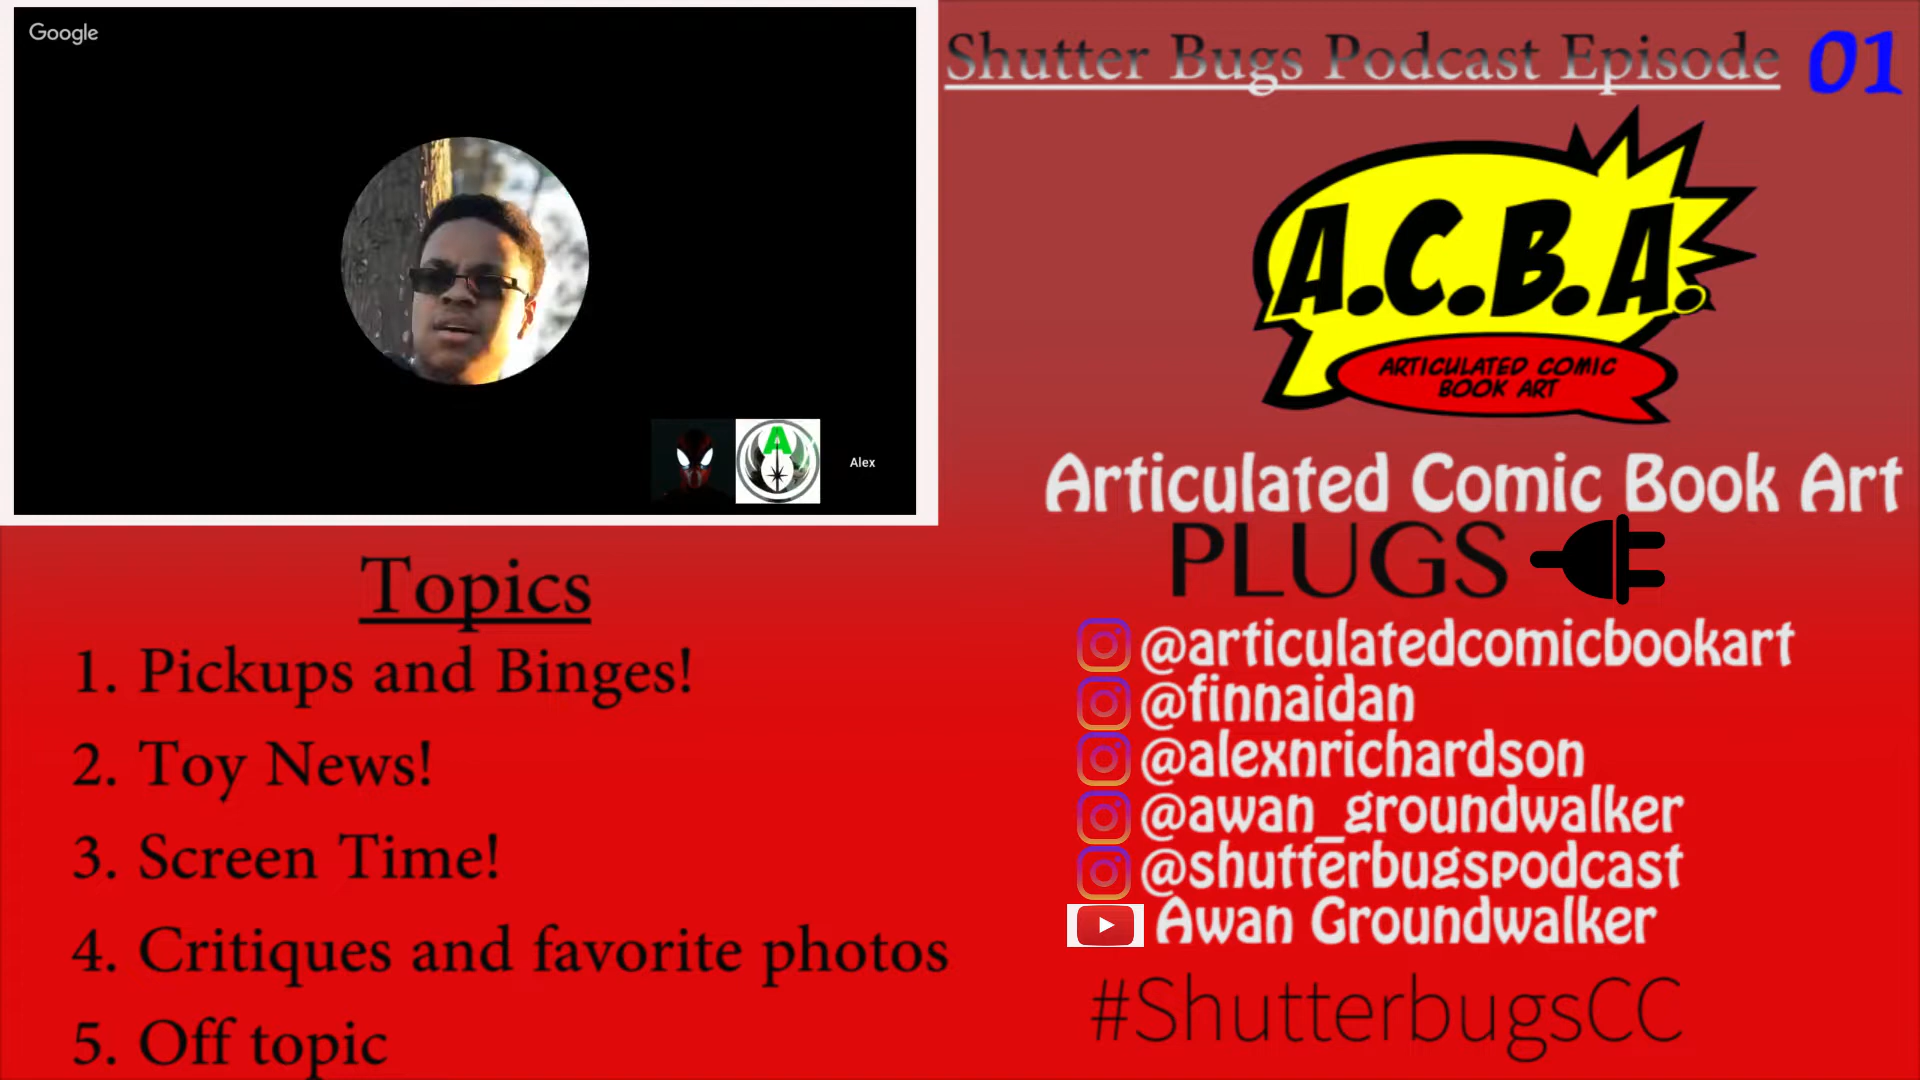 Google
Alex
Shutter Bugs Podcast Episode 01
A.C.B.A.
ARTICULATED COMIC
BOOK ART
Articulated Comic Book Art
PLUGS
@articulatedcomicbookart
@finnaidan
@alexnrichardson
@awan_groundwalker
@shutterbugspodcast
Awan Groundwalker
#ShutterbugsCC
Topics
1. Pickups and Binges!
2. Toy News!
3. Screen Time!
4. Critiques and favorite photos
5. Off topic
A